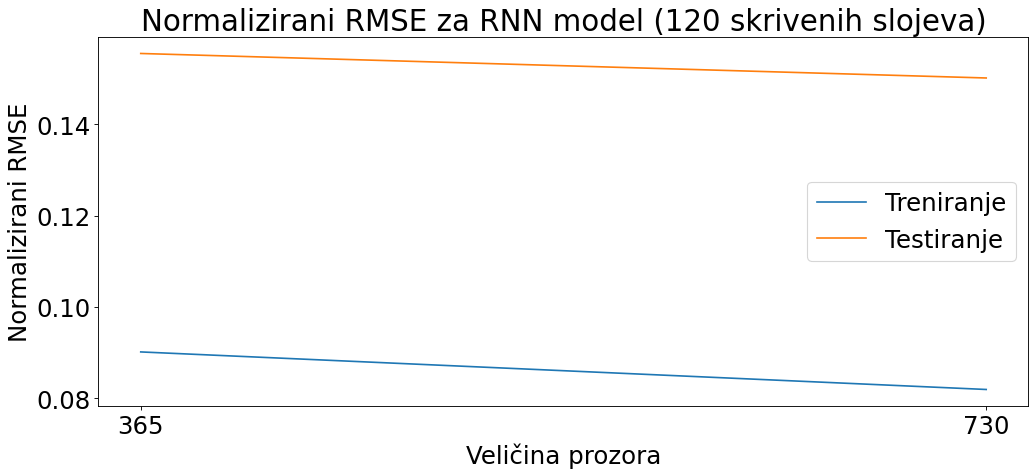 Normalizirani RMSE za RNN model (120 skrivenih slojeva)
Normalizirani RMSE
0.14
0.12
0.10
0.08
Treniranje
Testiranje
365
730
Veličina prozora